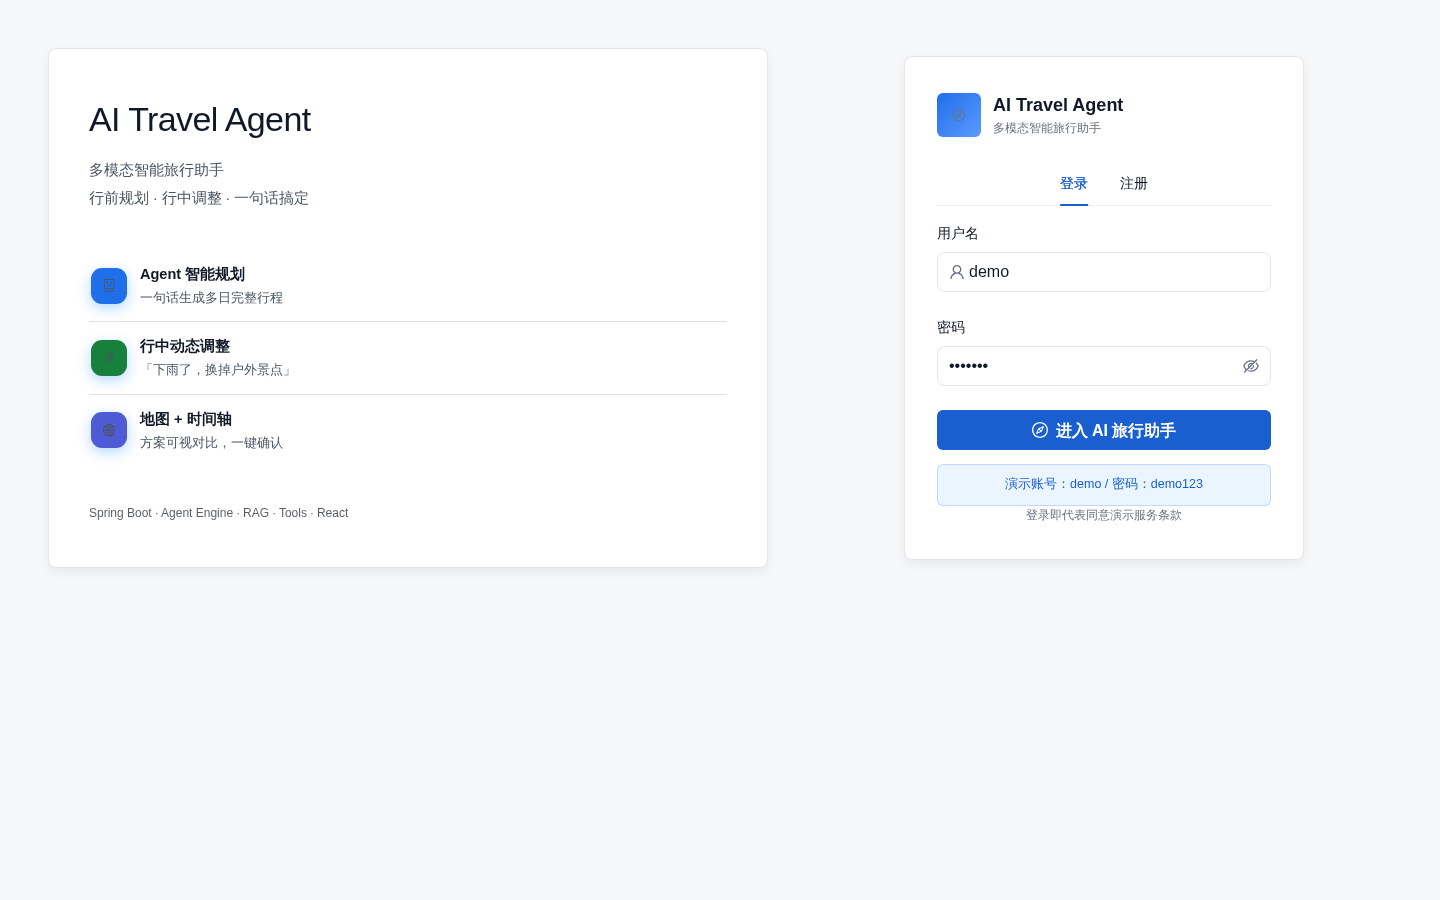 AI Travel Agent
多模态智能旅行助手
行前规划 · 行中调整 · 一句话搞定
Agent 智能规划
一句话生成多日完整行程
行中动态调整
「下雨了，换掉户外景点」
地图 + 时间轴
方案可视对比，一键确认
Spring Boot · Agent Engine · RAG · Tools · React
AI Travel Agent
多模态智能旅行助手
登录 注册
用户名
demo
密码
•••••••
进入 AI 旅行助手
演示账号：demo / 密码：demo123
登录即代表同意演示服务条款